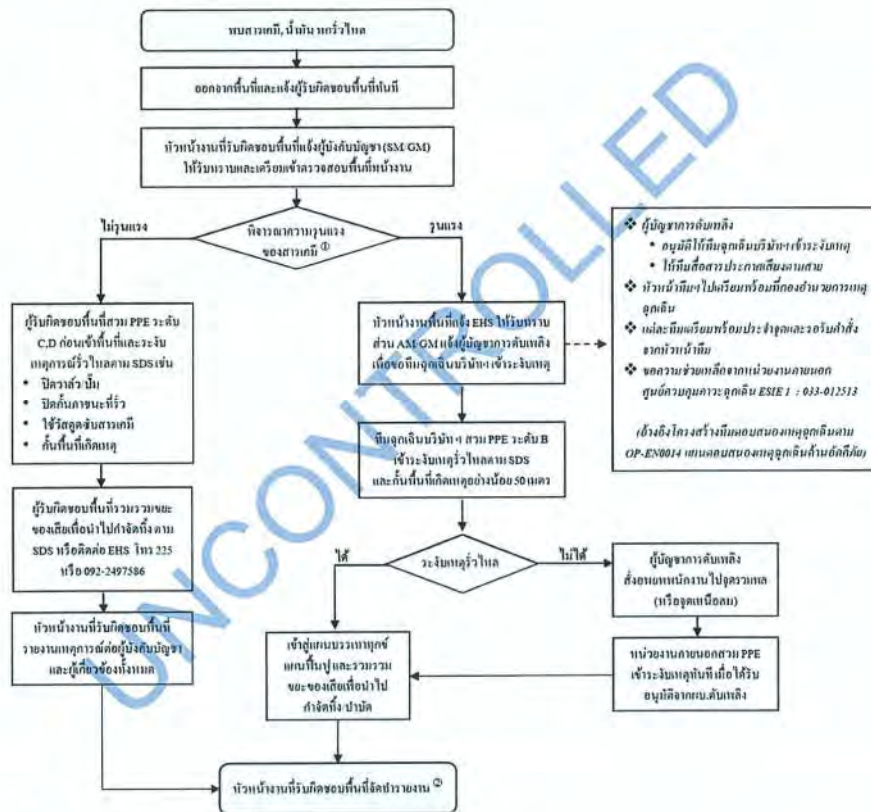 พบสารเคมี, น้ำมัน หกรั่วไหล
ออกจากพื้นที่และแจ้งผู้รับผิดชอบพื้นที่ทันที
หัวหน้างานที่รับผิดชอบพื้นที่แจ้งผู้บังคับบัญชา (SM/GM)
ให้รับทราบและเตรียมเข้าตรวจสอบพื้นที่หน้างาน
ไม่รุนแรง
พิจารณาความรุนแรง
ของสารเคมี ①
รุนแรง
ผู้รับผิดชอบพื้นที่สวม PPE ระดับ
C,D ก่อนเข้าพื้นที่และระงับ
เหตุการณ์รั่วไหลตาม SDS เช่น
• ปิดวาล์ว/ปั๊ม
• ปิดกั้นภาชนะที่รั่ว
• ใช้วัสดุดูดซับสารเคมี
• กั้นพื้นที่เกิดเหตุ
หัวหน้างานพื้นที่แจ้ง EHS ให้รับทราบ
ส่วน AM/GM แจ้งผู้บัญชาการดับเพลิง
เพื่อขอทีมฉุกเฉินบริษัทฯ เข้าระงับเหตุ
❖ ผู้บัญชาการดับเพลิง
• อนุมัติให้ทีมฉุกเฉินบริษัทฯ เข้าระงับเหตุ
• ให้ทีมสื่อสารประกาศเสียงตามสาย
❖ หัวหน้าทีมฯ ไปเตรียมพร้อมที่กองอำนวยการเหตุ
ฉุกเฉิน
❖ แต่ละทีมเตรียมพร้อมประจำจุดและรอรับคำสั่ง
จากหัวหน้าทีม
❖ ขอความช่วยเหลือจากหน่วยงานภายนอก
ศูนย์ควบคุมภาวะฉุกเฉิน ESIE 1 : 033-012513
(อ้างอิงโครงสร้างทีมตอบสนองเหตุฉุกเฉินตาม
OP-EN0014 แผนตอบสนองเหตุฉุกเฉินด้านอัคคีภัย)
ทีมฉุกเฉินบริษัทฯ สวม PPE ระดับ B
เข้าระงับเหตุรั่วไหลตาม SDS
และกั้นพื้นที่เกิดเหตุอย่างน้อย 50 เมตร
ผู้รับผิดชอบพื้นที่รวบรวมขยะ
ของเสียเพื่อนำไปกำจัดทิ้ง ตาม
SDS หรือติดต่อ EHS โทร 225
หรือ 092-2497586
ได้
ระงับเหตุรั่วไหล
ไม่ได้
ผู้บัญชาการดับเพลิง
สั่งอพยพพนักงานไปจุดรวมพล
(หรือจุดเหนือลม)
หัวหน้างานที่รับผิดชอบพื้นที่
รายงานเหตุการณ์ต่อผู้บังคับบัญชา
และผู้เกี่ยวข้องทั้งหมด
เข้าสู่แผนบรรเทาทุกข์
แผนฟื้นฟู และรวบรวม
ขยะของเสียเพื่อนำไป
กำจัดทิ้ง/บำบัด
หน่วยงานภายนอกสวม PPE
เข้าระงับเหตุทันทีเมื่อได้รับ
อนุมัติจากผบ.ดับเพลิง
หัวหน้างานที่รับผิดชอบพื้นที่จัดทำรายงาน ②
UNCONTROLLED